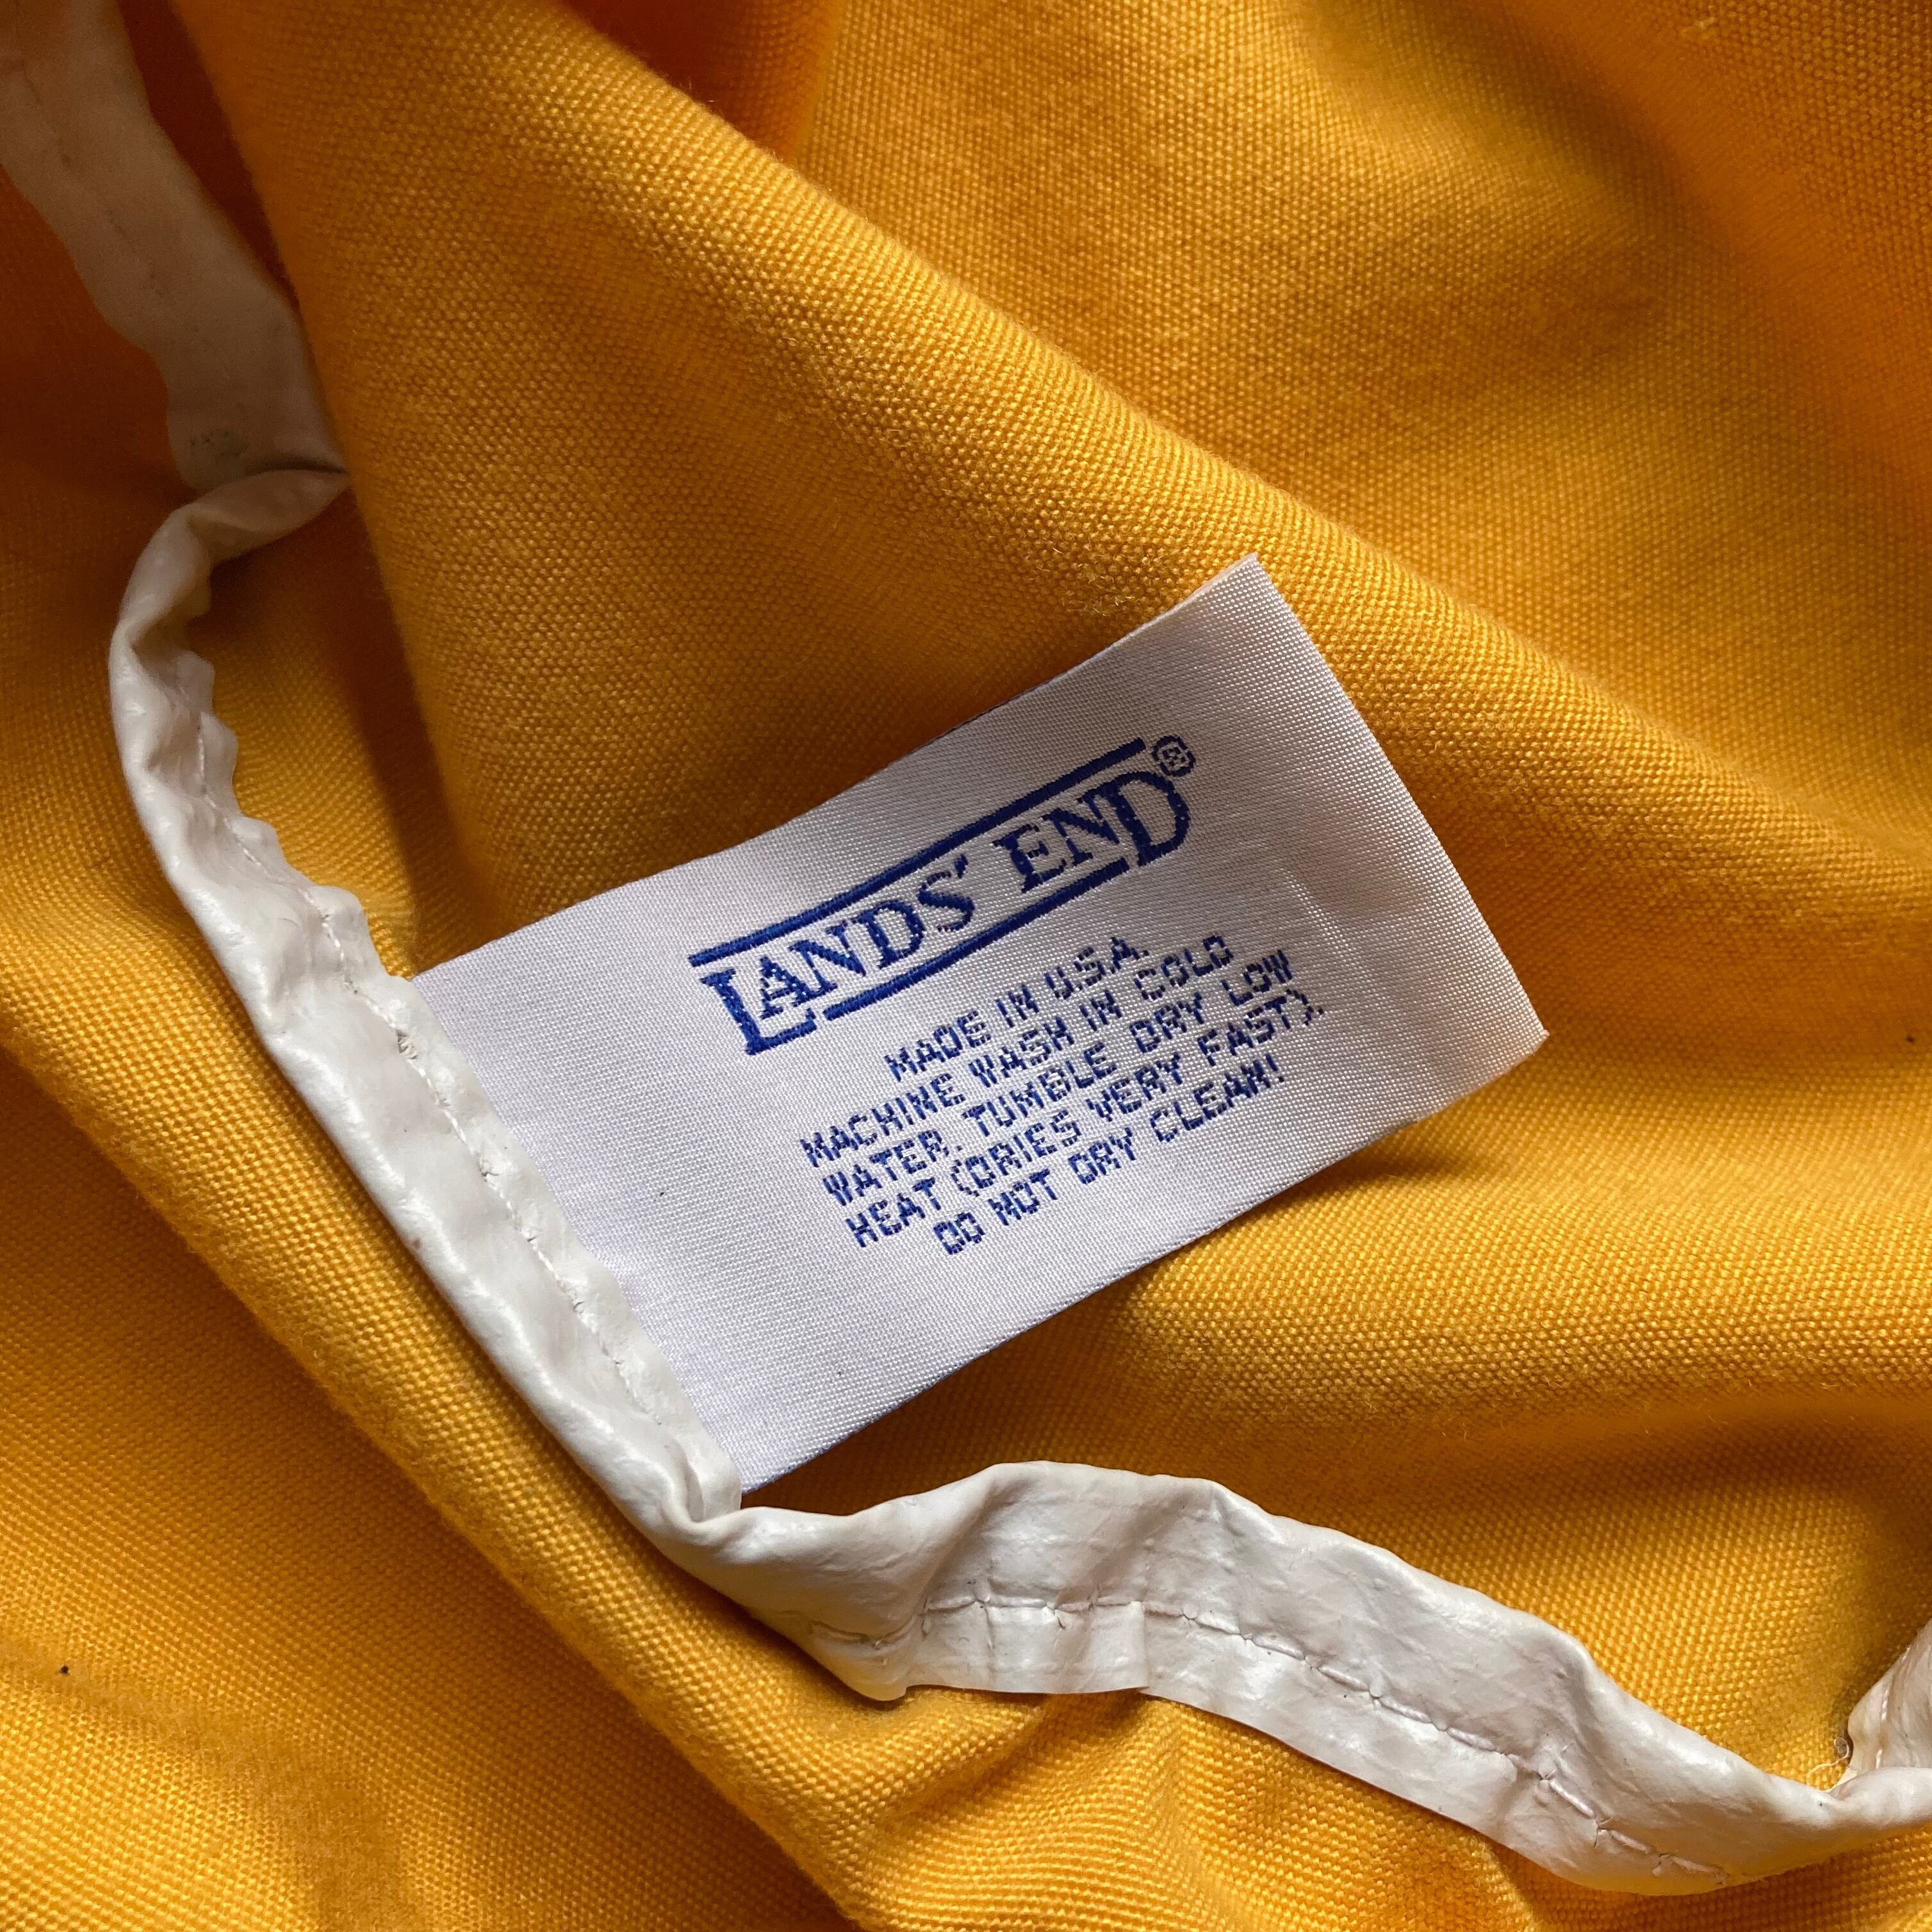 LANDS' END®
MADE IN U.S.A.
MACHINE WASH IN COLD
WATER. TUMBLE DRY LOW
HEAT (DRIES VERY FAST).
DO NOT DRY CLEAN!